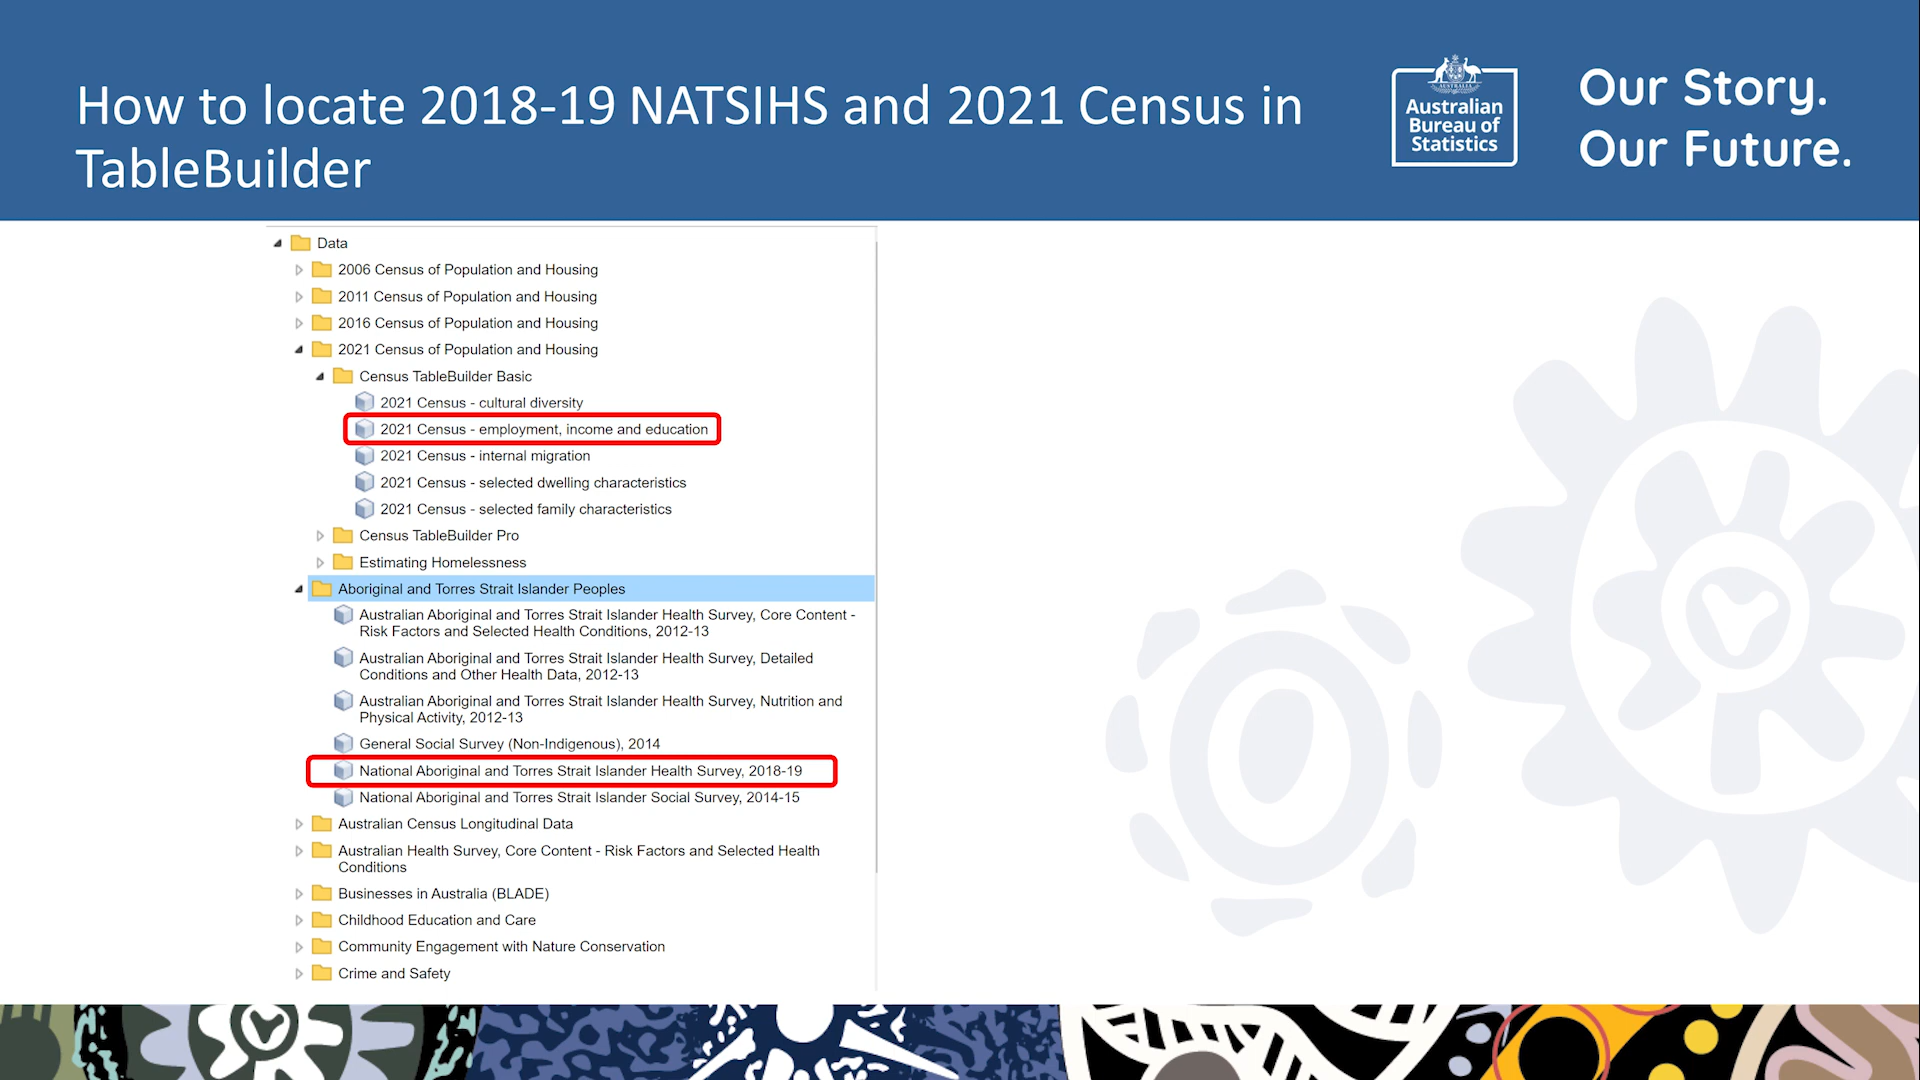 How to locate 2018-19 NATSIHS and 2021 Census in
TableBuilder
AUSTRALIA
Australian
Bureau of
Statistics
Our Story.
Our Future.
Data
2006 Census of Population and Housing
2011 Census of Population and Housing
2016 Census of Population and Housing
2021 Census of Population and Housing
Census TableBuilder Basic
2021 Census - cultural diversity
2021 Census - employment, income and education
2021 Census - internal migration
2021 Census - selected dwelling characteristics
2021 Census - selected family characteristics
Census TableBuilder Pro
Estimating Homelessness
Aboriginal and Torres Strait Islander Peoples
Australian Aboriginal and Torres Strait Islander Health Survey, Core Content -
Risk Factors and Selected Health Conditions, 2012-13
Australian Aboriginal and Torres Strait Islander Health Survey, Detailed
Conditions and Other Health Data, 2012-13
Australian Aboriginal and Torres Strait Islander Health Survey, Nutrition and
Physical Activity, 2012-13
General Social Survey (Non-Indigenous), 2014
National Aboriginal and Torres Strait Islander Health Survey, 2018-19
National Aboriginal and Torres Strait Islander Social Survey, 2014-15
Australian Census Longitudinal Data
Australian Health Survey, Core Content - Risk Factors and Selected Health
Conditions
Businesses in Australia (BLADE)
Childhood Education and Care
Community Engagement with Nature Conservation
Crime and Safety